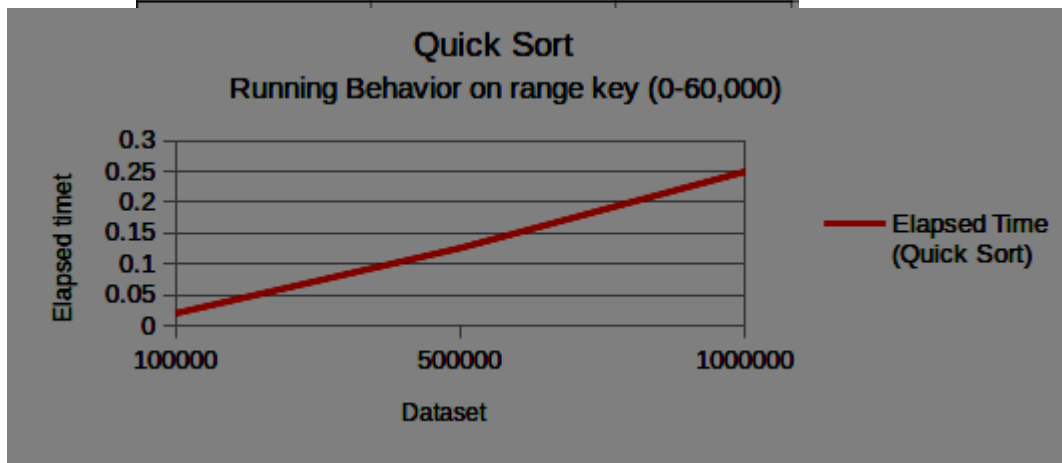 Quick Sort
Running Behavior on range key (0-60,000)
0.3
0.25
0.2
0.15
0.1
0.05
0
Elapsed timet
100000 500000 1000000
Dataset
Elapsed Time
(Quick Sort)